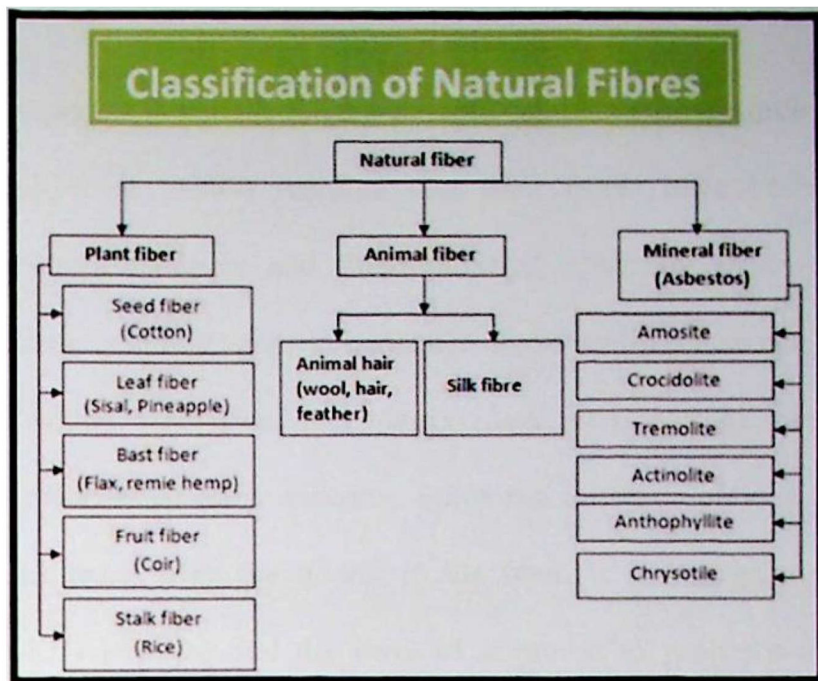 Classification of Natural Fibres
Natural fiber
Plant fiber
Seed fiber
(Cotton)
Leaf fiber
(Sisal, Pineapple)
Bast fiber
(Flax, remie hemp)
Fruit fiber
(Coir)
Stalk fiber
(Rice)
Animal fiber
Animal hair
(wool, hair,
feather)
Silk fibre
Mineral fiber
(Asbestos)
Amosite
Crocidolite
Tremolite
Actinolite
Anthophyllite
Chrysotile